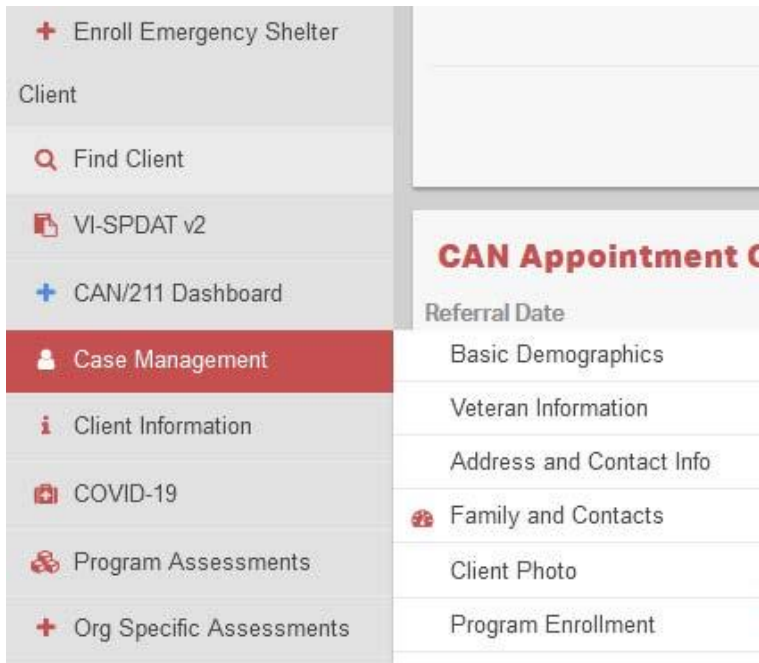 Enroll Emergency Shelter
Client
Find Client
VI-SPDAT v2
CAN/211 Dashboard
Case Management
Client Information
COVID-19
Program Assessments
Org Specific Assessments
CAN Appointment
Referral Date
Basic Demographics
Veteran Information
Address and Contact Info
Family and Contacts
Client Photo
Program Enrollment